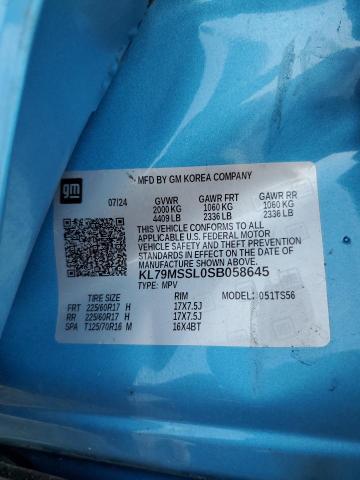 MFD BY GM KOREA COMPANY
gm
07/24
GVWR GAWR FRT GAWR RR
2000 KG 1060 KG 1060 KG
4409 LB 2336 LB 2336 LB
THIS VEHICLE CONFORMS TO ALL
APPLICABLE U.S. FEDERAL MOTOR
VEHICLE SAFETY AND THEFT PREVENTION
STANDARDS IN EFFECT ON THE DATE OF
MANUFACTURE SHOWN ABOVE.
KL79MSSL0SB058645
TYPE: MPV
TIRE SIZE RIM MODEL: 051TS56
FRT 225/60R17 H 17X7.5J
RR 225/60R17 H 17X7.5J
SPA T125/70R16 M 16X4BT